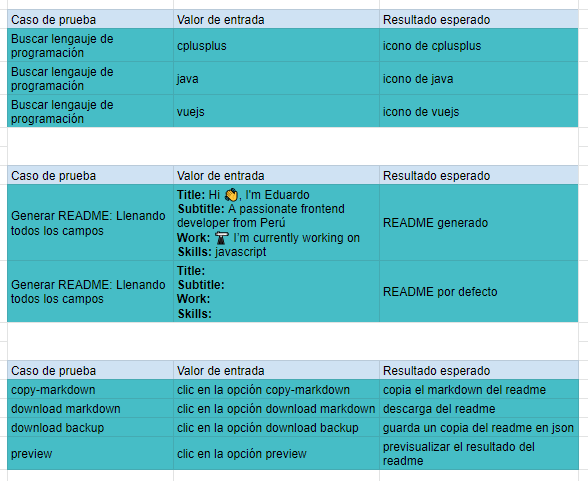 Caso de prueba Valor de entrada Resultado esperado
Buscar lengauje de
programación
cplusplus
icono de cplusplus
Buscar lengauje de
programación
java
icono de java
Buscar lengauje de
programación
vuejs
icono de vuejs
Caso de prueba Valor de entrada Resultado esperado
Generar README: Llenando
todos los campos
Title: Hi 👋, I'm Eduardo
Subtitle: A passionate frontend
developer from Perú
Work: 🔭 I'm currently working on
Skills: javascript
README generado
Generar README: Llenando
todos los campos
Title:
Subtitle:
Work:
Skills:
README por defecto
Caso de prueba Valor de entrada Resultado esperado
copy-markdown clic en la opción copy-markdown copia el markdown del readme
download markdown clic en la opción download markdown descarga del readme
download backup clic en la opción download backup guarda un copia del readme en json
preview clic en la opción preview previsualizar el resultado del
readme